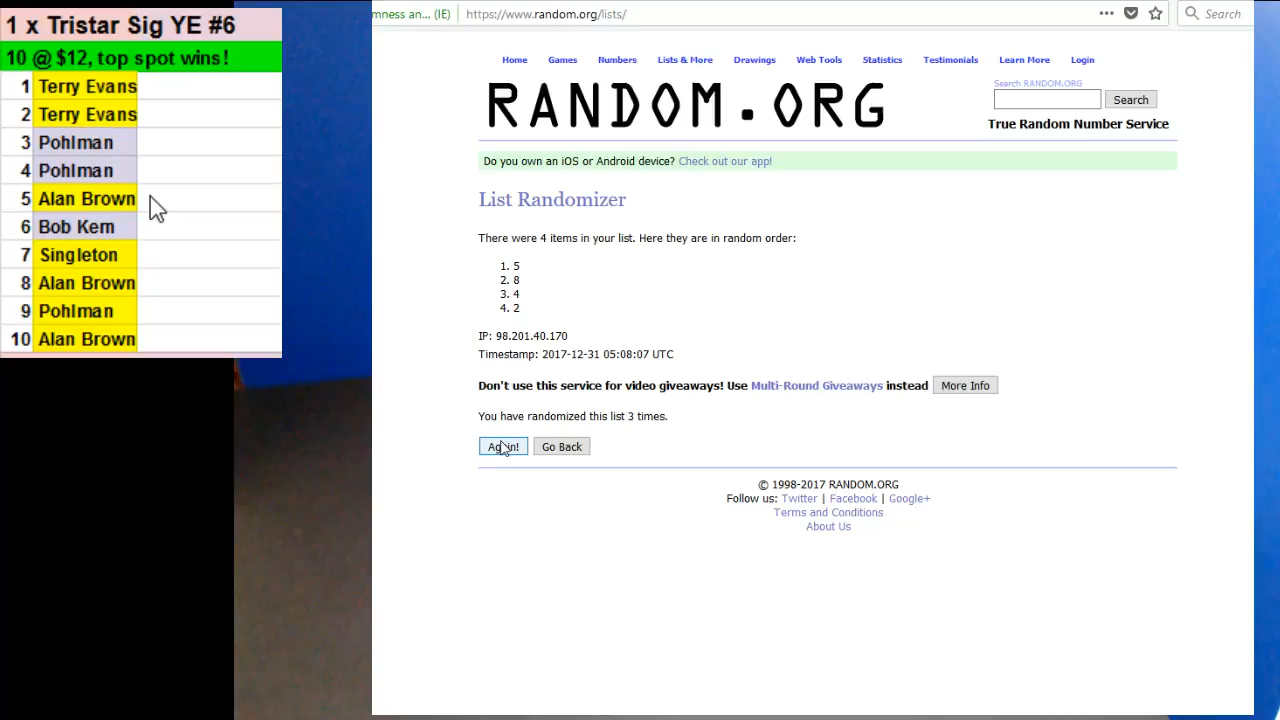 1 x Tristar Sig YE #6
10 @ $12, top spot wins!
1 Terry Evans
2 Terry Evans
3 Pohlman
4 Pohlman
5 Alan Brown
6 Bob Kern
7 Singleton
8 Alan Brown
9 Pohlman
10 Alan Brown
mness an... (IE) https://www.random.org/lists/ ••• Search
Home Games Numbers Lists & More Drawings Web Tools Statistics Testimonials Learn More Login
RANDOM.ORG
Search RANDOM.ORG
Search
True Random Number Service
Do you own an iOS or Android device? Check out our app!
List Randomizer
There were 4 items in your list. Here they are in random order:
1. 5
2. 8
3. 4
4. 2
IP: 98.201.40.170
Timestamp: 2017-12-31 05:08:07 UTC
Don't use this service for video giveaways! Use Multi-Round Giveaways instead More Info
You have randomized this list 3 times.
Again! Go Back
© 1998-2017 RANDOM.ORG
Follow us: Twitter | Facebook | Google+
Terms and Conditions
About Us